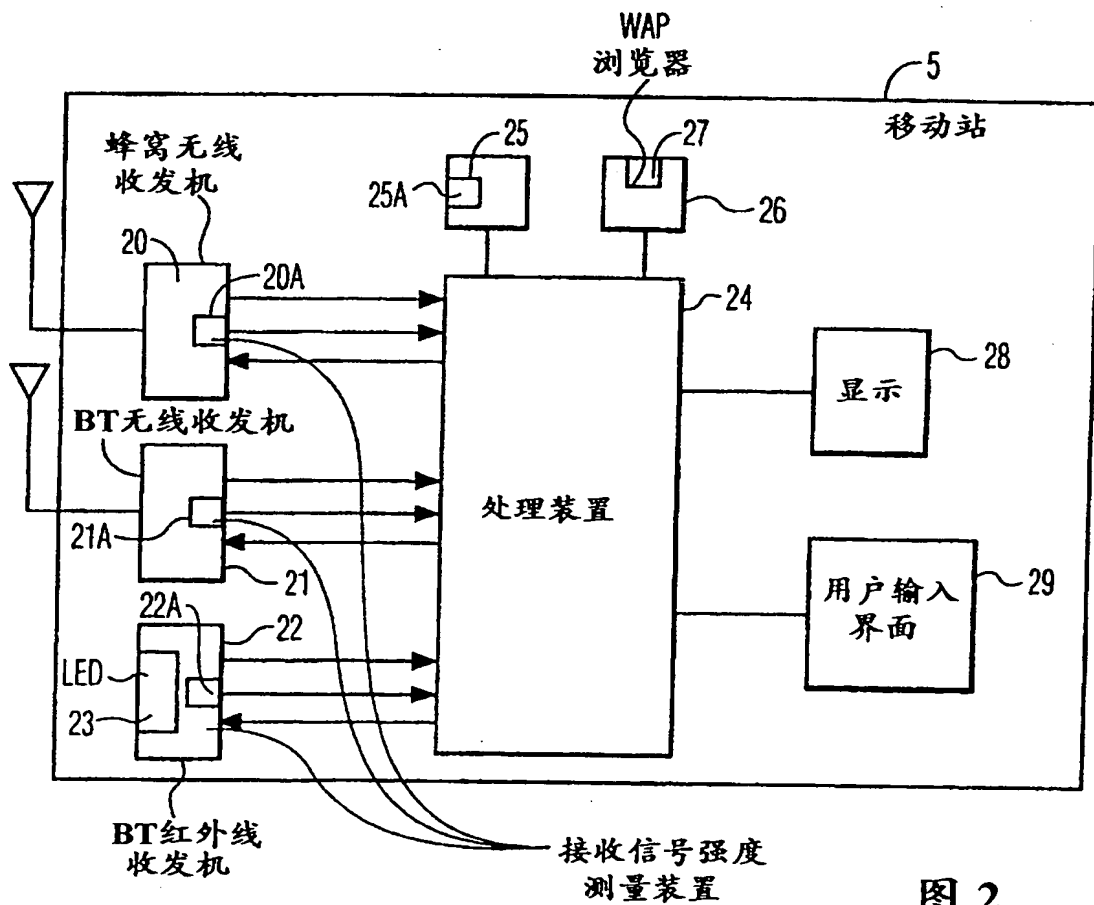 WAP
浏览器
5
移动站
蜂窝无线
收发机
25
25A
27
26
20
20A
24
28
显示
BT无线收发机
处理装置
21A
21
22A
22
用户输入
界面
29
LED
23
BT红外线
收发机
接收信号强度
测量装置
图 2